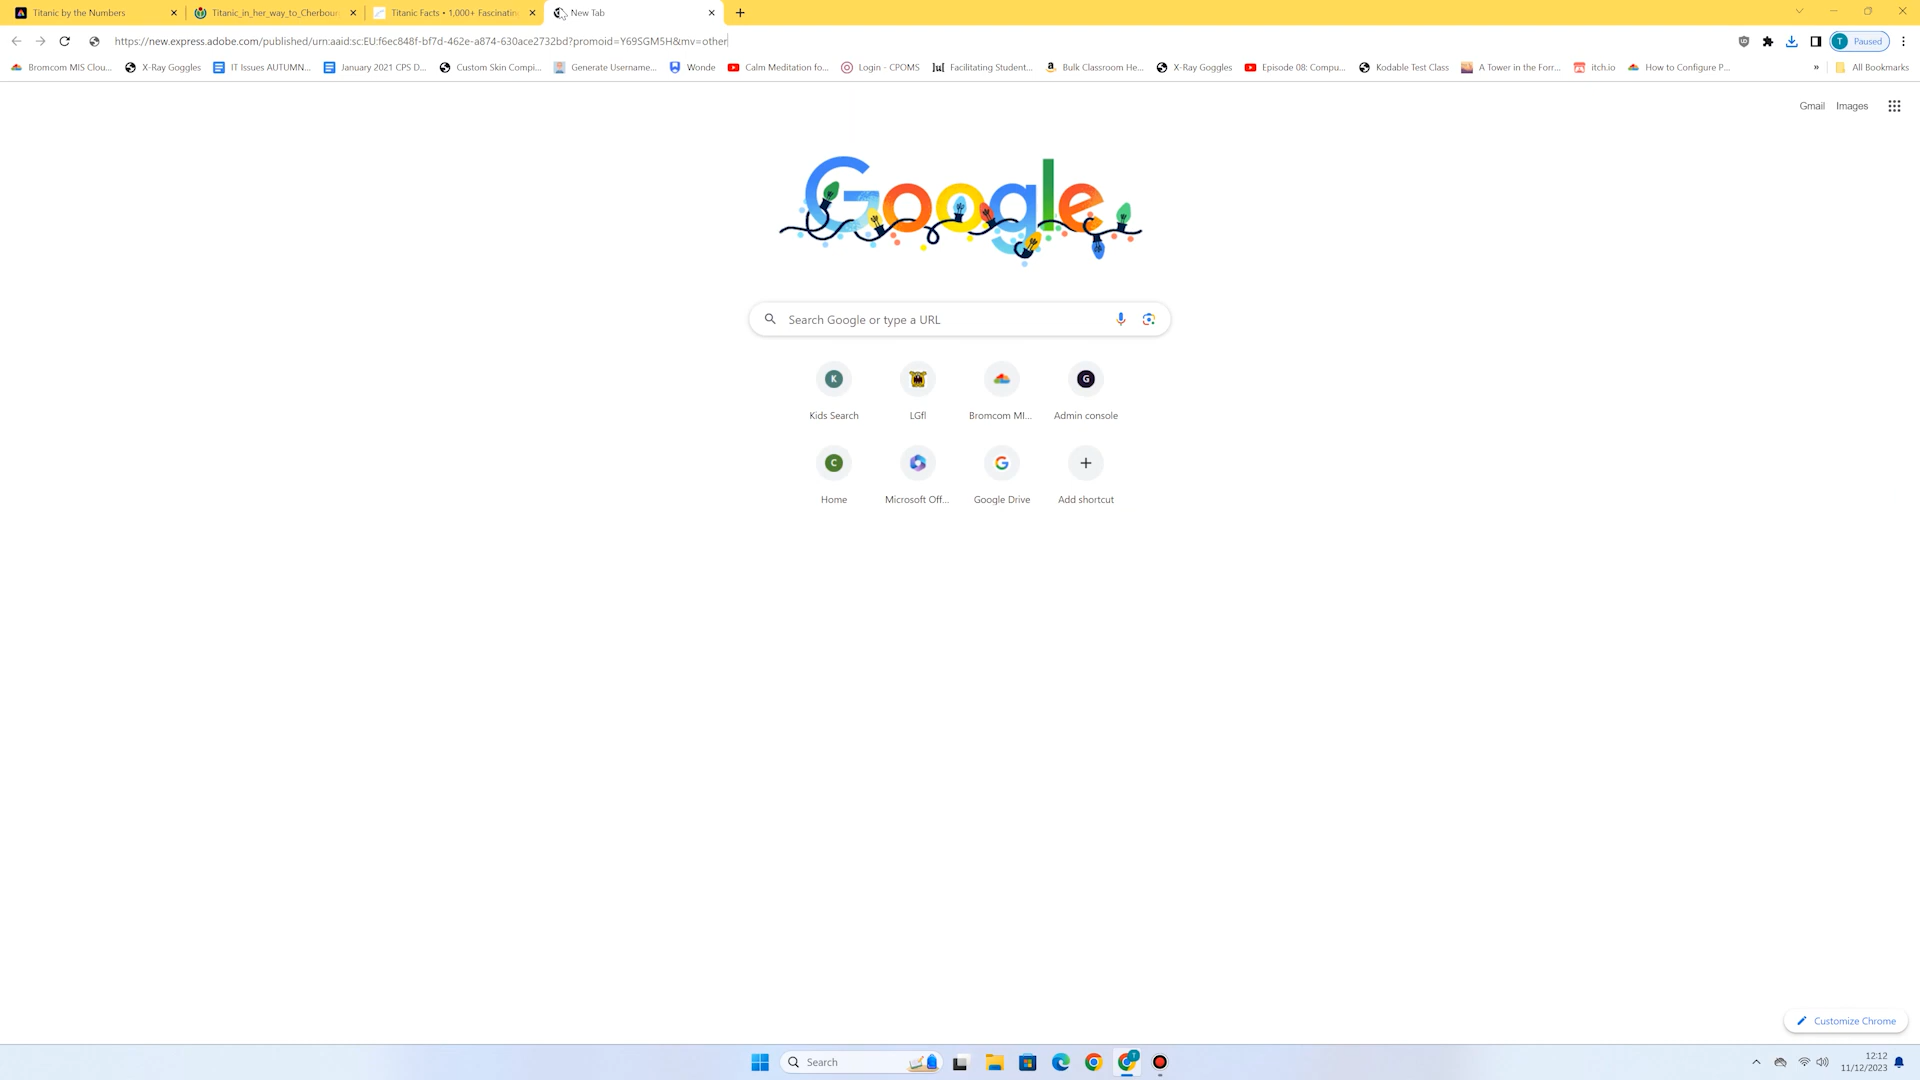 Titanic by the Numbers
Titanic_in_her_way_to_Cherbour
Titanic Facts • 1,000+ Fascinatin
New Tab
https://new.express.adobe.com/published/urn:aaid:sc:EU:f6ec848f-bf7d-462e-a874-630ace2732bd?promoid=Y69SGM5H&mv=other
T Paused
Bromcom MIS Clou... X-Ray Goggles IT Issues AUTUMN... January 2021 CPS D... Custom Skin Compi... Generate Username... Wonde Calm Meditation fo... Login - CPOMS |u| Facilitating Student... Bulk Classroom He... X-Ray Goggles Episode 08: Compu... Kodable Test Class A Tower in the Forr... itch.io How to Configure P... » All Bookmarks
Gmail Images
Google
Search Google or type a URL
K G
Kids Search LGfl Bromcom MI... Admin console
C G
Home Microsoft Off... Google Drive Add shortcut
Customize Chrome
Search
12:12
11/12/2023